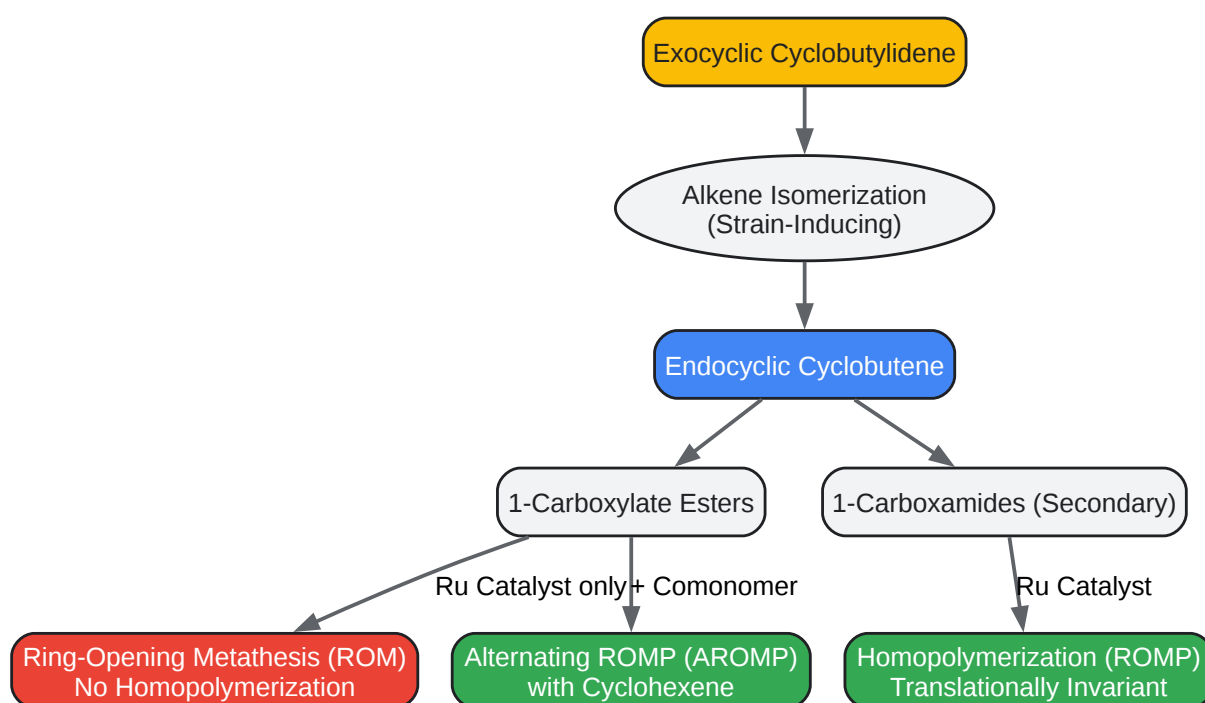 Exocyclic Cyclobutylidene
Alkene Isomerization
(Strain-Inducing)
Endocyclic Cyclobutene
1-Carboxylate Esters
1-Carboxamides (Secondary)
Ru Catalyst only
+ Comonomer
Ru Catalyst
Ring-Opening Metathesis (ROM)
No Homopolymerization
Alternating ROMP (AROMP)
with Cyclohexene
Homopolymerization (ROMP)
Translationally Invariant